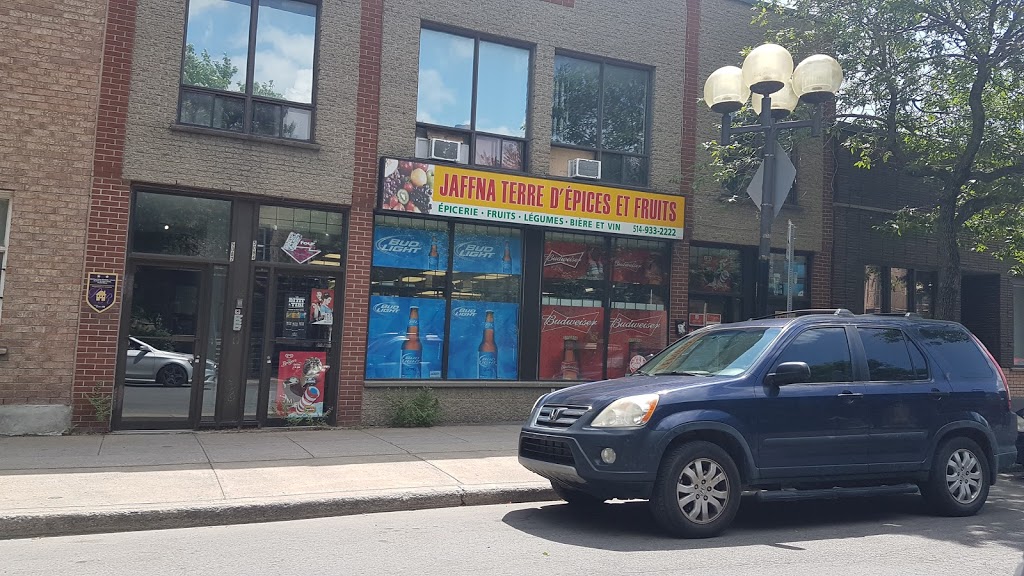 JAFFNA TERRE D'ÉPICES ET FRUITS
ÉPICERIE · FRUITS · LÉGUMES · BIÈRE ET VIN
514-933-2222
BUD LIGHT
BUD LIGHT
Budweiser
Budweiser
BUD LIGHT
BUD LIGHT
Budweiser
Budweiser